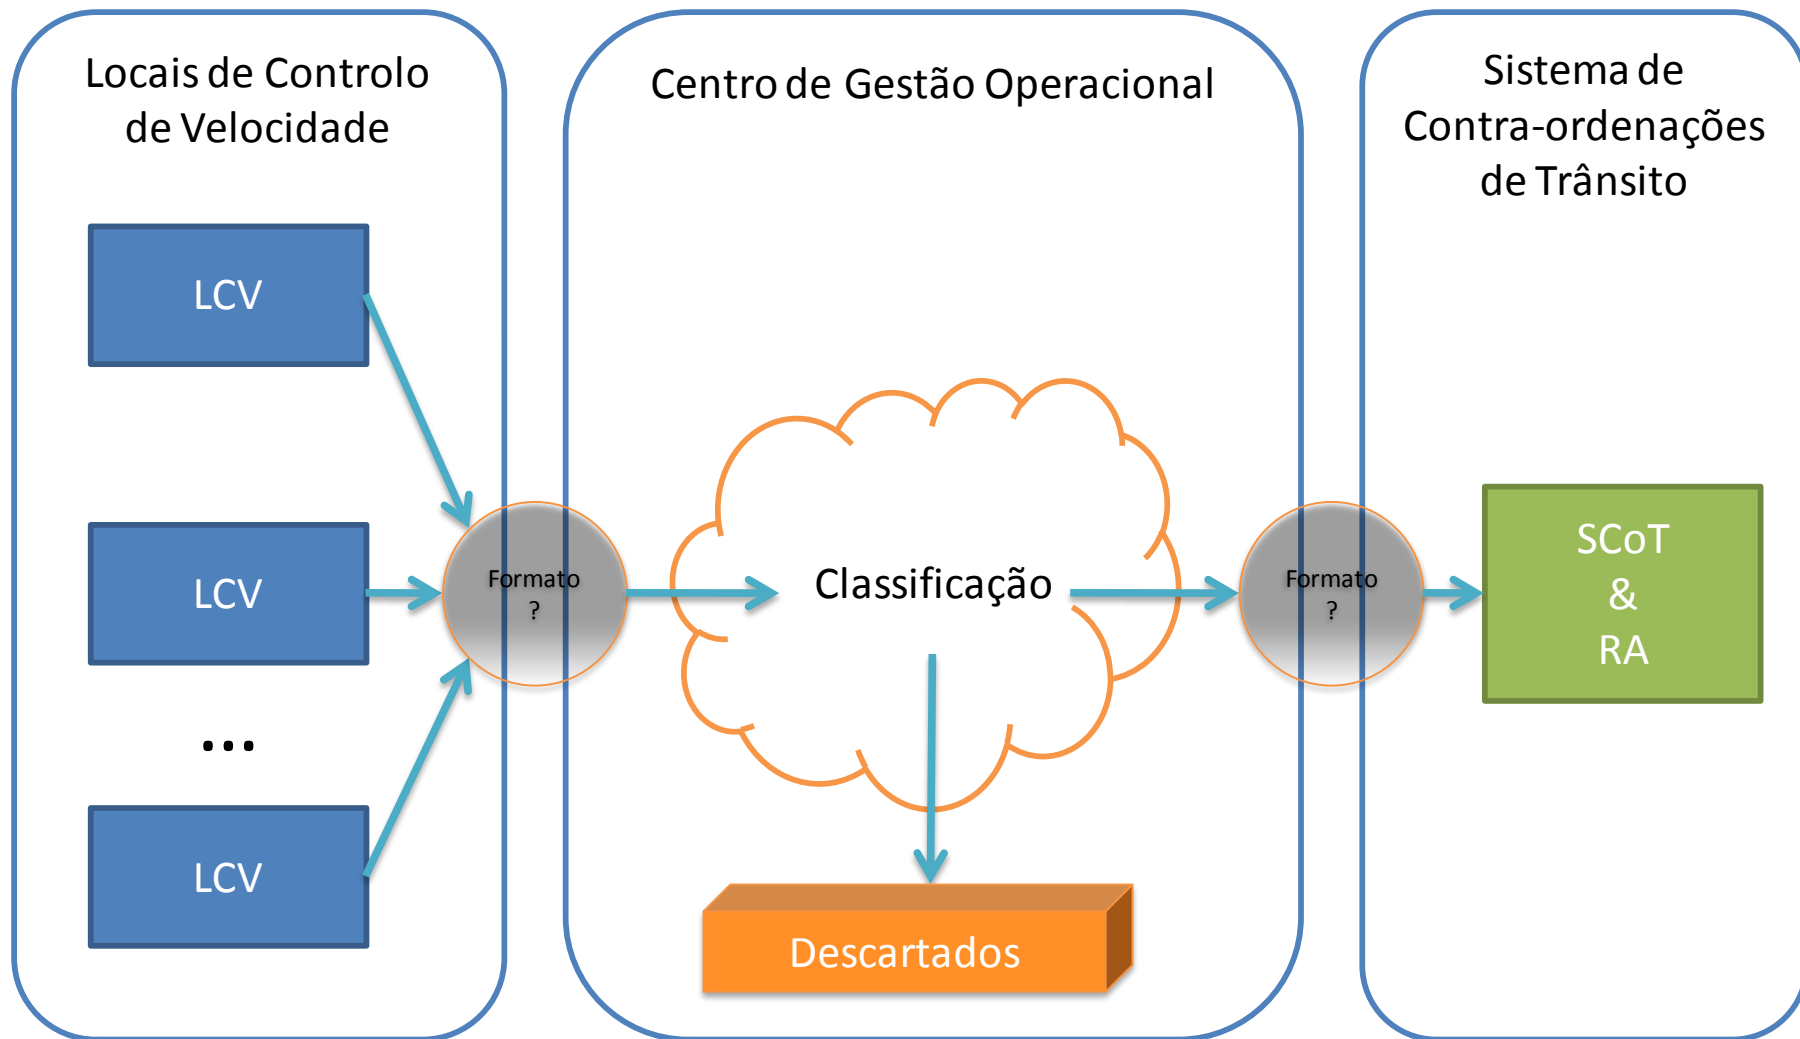 Locais de Controlo
de Velocidade
LCV
LCV
...
LCV
Formato
?
Centro de Gestão Operacional
Classificação
Descartados
Formato
?
Sistema de
Contra-ordenações
de Trânsito
SCoT
&
RA